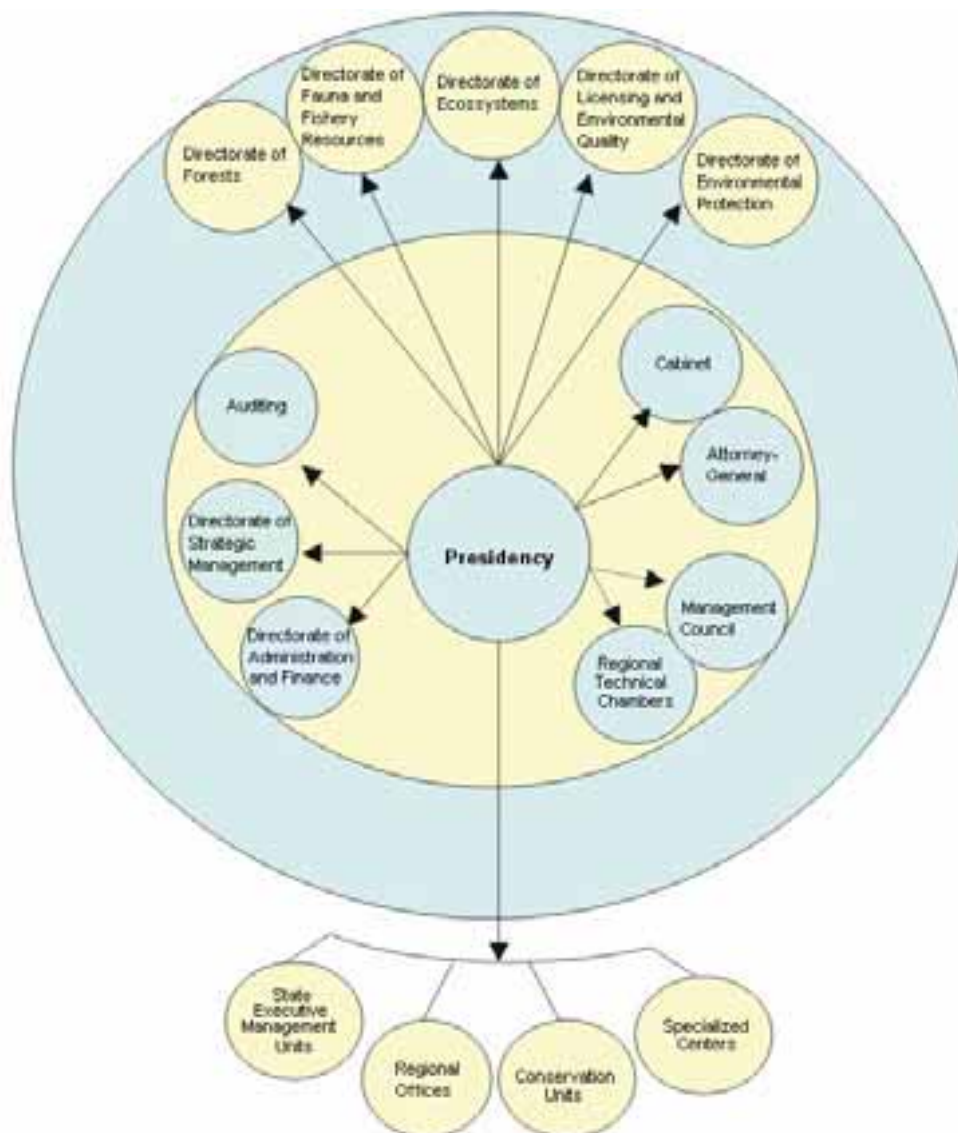 Directorate of
Forests
Directorate of
Fauna and
Fishery
Resources
Directorate of
Ecosystems
Directorate of
Licensing and
Environmental
Quality
Directorate of
Environmental
Protection
Auditing
Directorate of
Strategic
Management
Directorate of
Administration
and Finance
Presidency
Cabinet
Attorney-
General
Management
Council
Regional
Technical
Chambers
State
Executive
Management
Units
Regional
Offices
Conservation
Units
Specialized
Centers